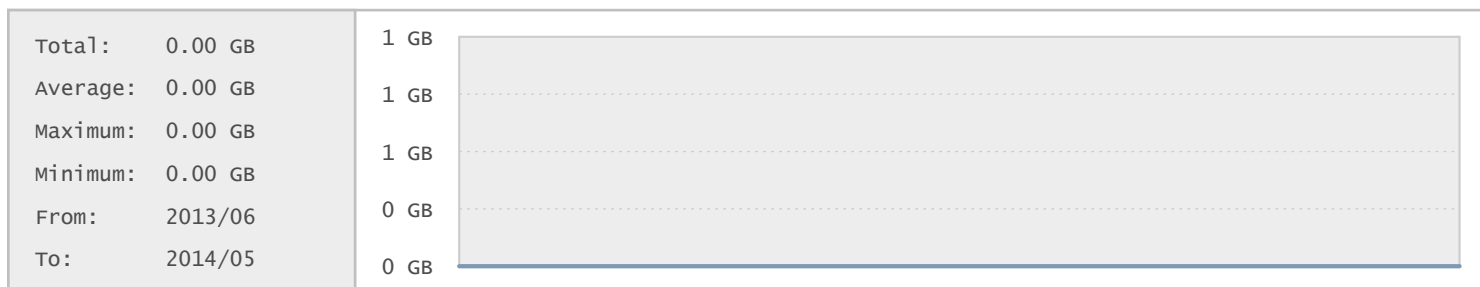 Total: 0.00 GB
Average: 0.00 GB
Maximum: 0.00 GB
Minimum: 0.00 GB
From: 2013/06
To: 2014/05
1 GB
1 GB
1 GB
0 GB
0 GB